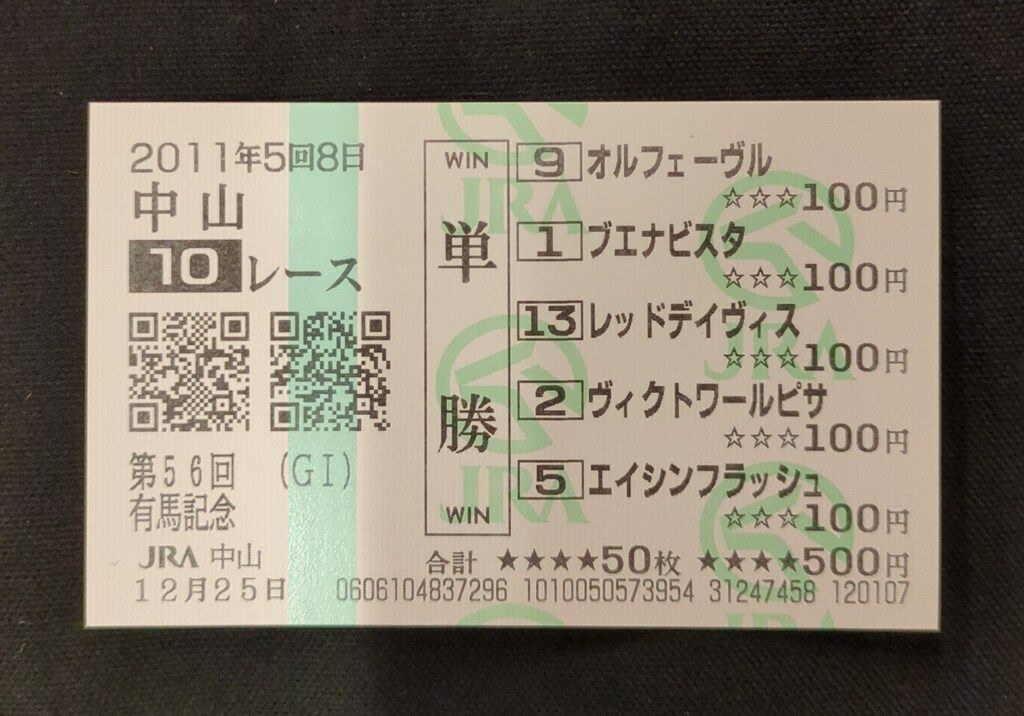 2011年5回8日
中山
10レース
第56回 (GI)
有馬記念
JRA 中山
12月25日
WIN
単勝
WIN
9 オルフェーヴル
☆☆☆100円
1 ブエナビスタ
☆☆☆100円
13 レッドデイヴィス
☆☆☆100円
2 ヴィクトワールピサ
☆☆☆100円
5 エイシンフラッシュ
☆☆☆100円
合計 ★★★★50枚 ★★★★500円
0606104837296 1010050573954 31247458 120107
JRA
JRA
JRA
JRA